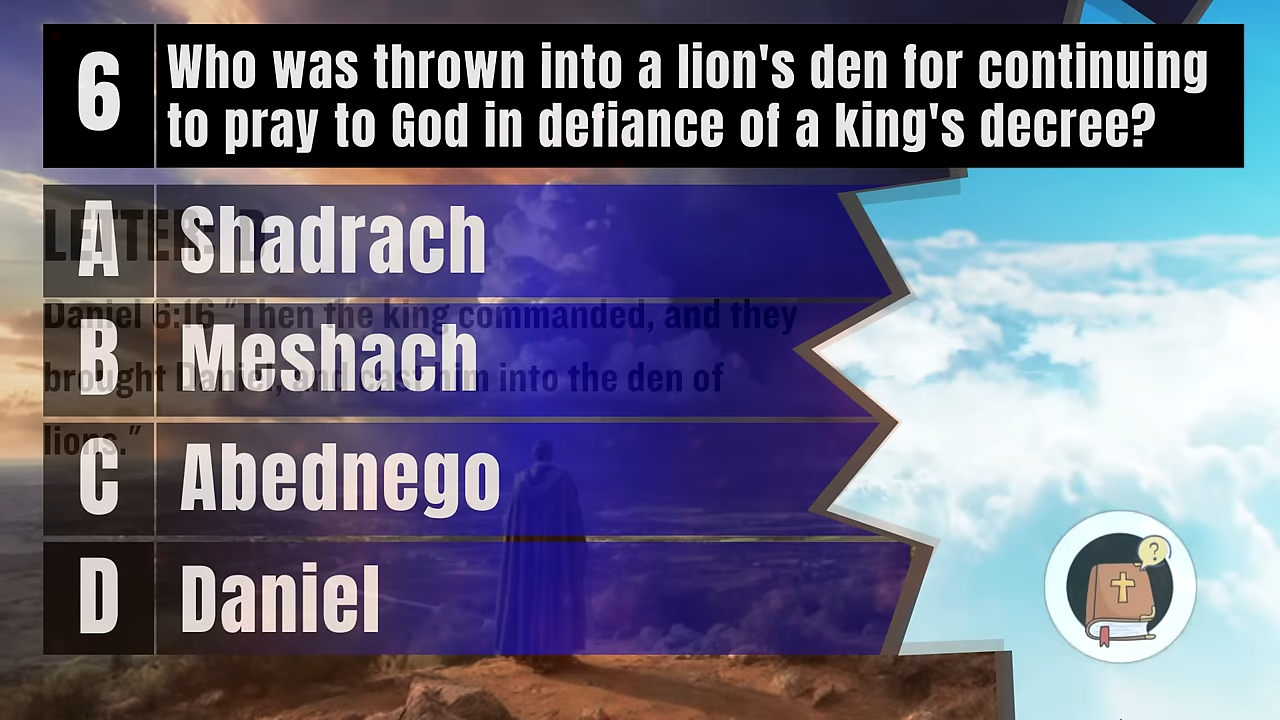 6
Who was thrown into a lion's den for continuing
to pray to God in defiance of a king's decree?
A Shadrach
B Meshach
C Abednego
D Daniel
LETTER D
Daniel 6:16 "Then the king commanded, and they
brought Daniel, and cast him into the den of
lions."
?